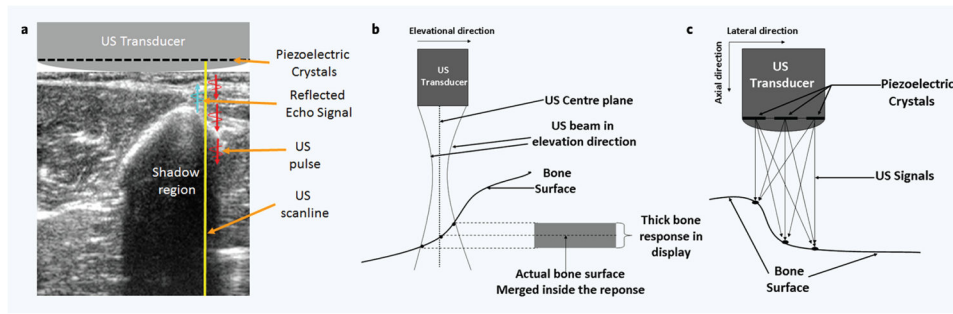 a
US Transducer
Piezoelectric
Crystals
Reflected
Echo Signal
US
pulse
Shadow
region
US
scanline
b
Elevational direction
US
Transducer
US Centre plane
US beam in
elevation direction
Bone
Surface
Thick bone
response in
display
Actual bone surface
Merged inside the reponse
c
Lateral direction
Axial direction
US
Transducer
Piezoelectric
Crystals
US Signals
Bone
Surface